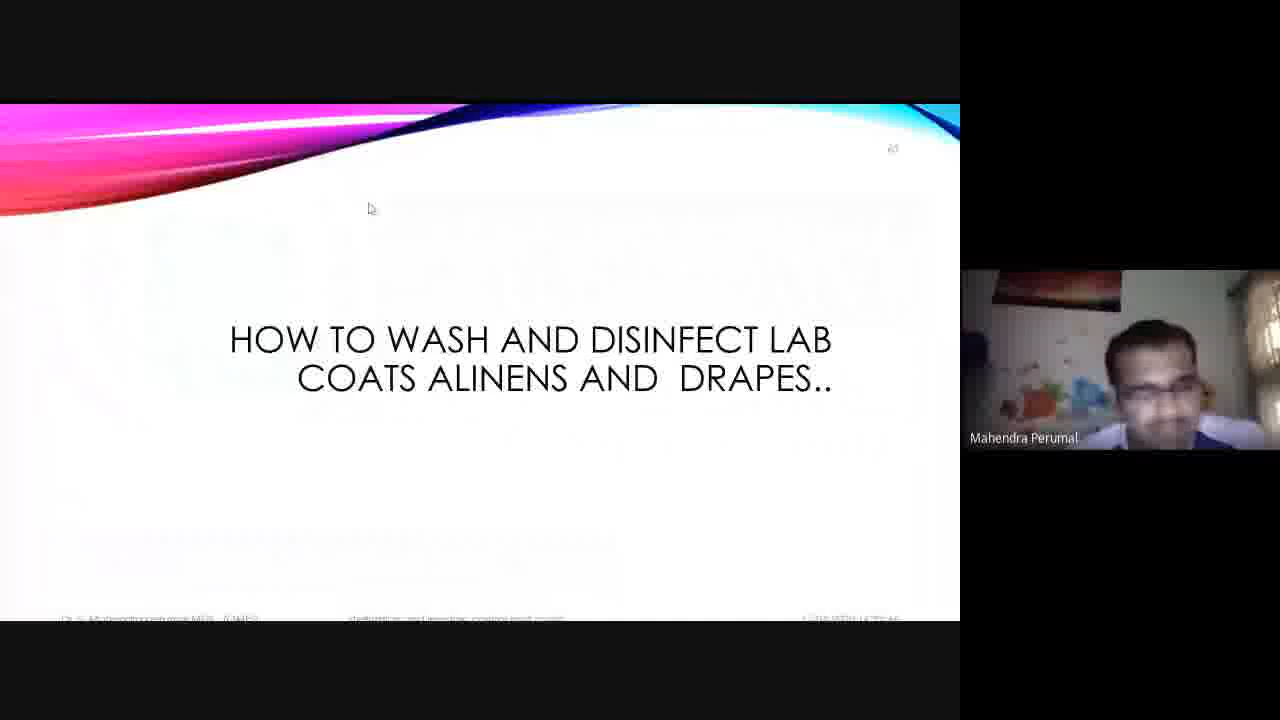 HOW TO WASH AND DISINFECT LAB
COATS ALINENS AND DRAPES..
Mahendra Perumal